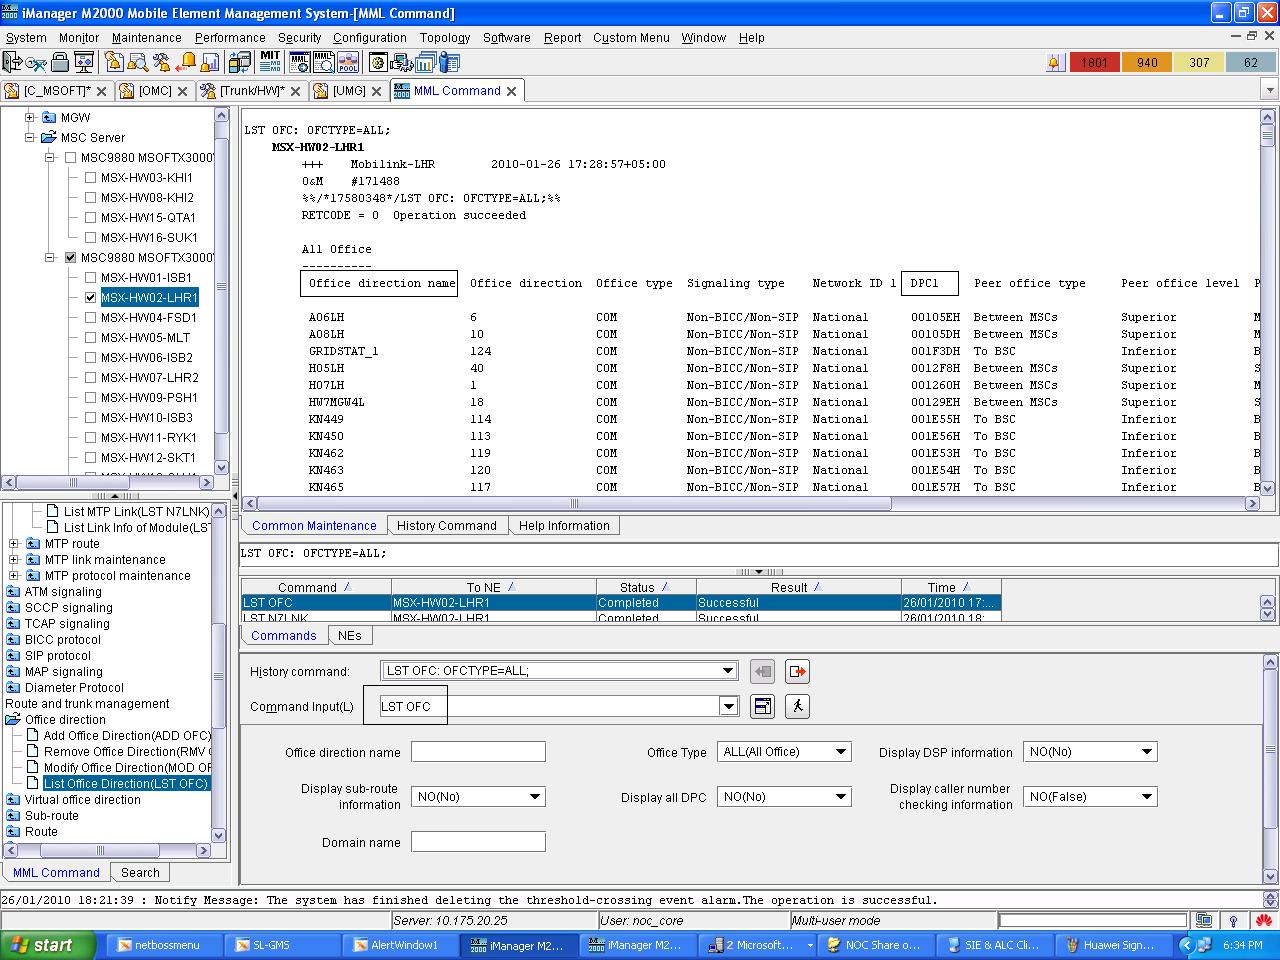 iManager M2000 Mobile Element Management System-[MML Command]
System Monitor Maintenance Performance Security Configuration Topology Software Report Custom Menu Window Help
MIT MML MML POOL 1801 940 307 62
[C_MSOFT]* [OMC] [Trunk/HW]* [UMG] MML Command
MGW
MSC Server
MSC9880 MSOFTX3000
MSX-HW03-KHI1
MSX-HW08-KHI2
MSX-HW15-QTA1
MSX-HW16-SUK1
MSC9880 MSOFTX3000
MSX-HW01-ISB1
MSX-HW02-LHR1
MSX-HW04-FSD1
MSX-HW05-MLT
MSX-HW06-ISB2
MSX-HW07-LHR2
MSX-HW09-PSH1
MSX-HW10-ISB3
MSX-HW11-RYK1
MSX-HW12-SKT1
LST OFC: OFCTYPE=ALL;
MSX-HW02-LHR1
+++ Mobilink-LHR 2010-01-26 17:28:57+05:00
O&M #171488
%%/*17580348*/LST OFC: OFCTYPE=ALL;%%
RETCODE = 0 Operation succeeded
All Office
----------
Office direction name Office direction Office type Signaling type Network ID 1 DPC1 Peer office type Peer office level P
A06LH 6 COM Non-BICC/Non-SIP National 00105EH Between MSCs Superior M
A08LH 10 COM Non-BICC/Non-SIP National 00105DH Between MSCs Superior M
GRIDSTAT_1 124 COM Non-BICC/Non-SIP National 001F3DH To BSC Inferior B
H05LH 40 COM Non-BICC/Non-SIP National 0012F8H Between MSCs Superior M
H07LH 1 COM Non-BICC/Non-SIP National 001260H Between MSCs Superior M
HW7MGW4L 18 COM Non-BICC/Non-SIP National 00129EH Between MSCs Superior M
KN449 114 COM Non-BICC/Non-SIP National 001E55H To BSC Inferior B
KN450 113 COM Non-BICC/Non-SIP National 001E56H To BSC Inferior B
KN462 119 COM Non-BICC/Non-SIP National 001E53H To BSC Inferior B
KN463 120 COM Non-BICC/Non-SIP National 001E54H To BSC Inferior B
KN465 117 COM Non-BICC/Non-SIP National 001E57H To BSC Inferior B
Common Maintenance History Command Help Information
LST OFC: OFCTYPE=ALL;
Command To NE Status Result Time
LST OFC MSX-HW02-LHR1 Completed Successful 26/01/2010 17:...
LST N7LNK MSX-HW02-LHR1 Completed Successful 26/01/2010 18:
Commands NEs
List MTP Link(LST N7LNK)
List Link Info of Module(LST
MTP route
MTP link maintenance
MTP protocol maintenance
ATM signaling
SCCP signaling
TCAP signaling
BICC protocol
SIP protocol
MAP signaling
Diameter Protocol
Route and trunk management
Office direction
Add Office Direction(ADD OFC)
Remove Office Direction(RMV
Modify Office Direction(MOD OF
List Office Direction(LST OFC)
Virtual office direction
Sub-route
Route
MML Command Search
History command: LST OFC: OFCTYPE=ALL;
Command Input(L) LST OFC
Office direction name Office Type ALL(All Office) Display DSP information NO(No)
Display sub-route information NO(No) Display all DPC NO(No) Display caller number checking information NO(False)
Domain name
26/01/2010 18:21:39 : Notify Message: The system has finished deleting the threshold-crossing event alarm.The operation is successful.
Server: 10.175.20.25 User: noc_core Multi-user mode
start netbossmenu SL-GMS AlertWindow1 iManager M2... iManager M2... 2 Microsoft... NOC Share o... SIE & ALC Cli... Huawei Sign... 6:34 PM